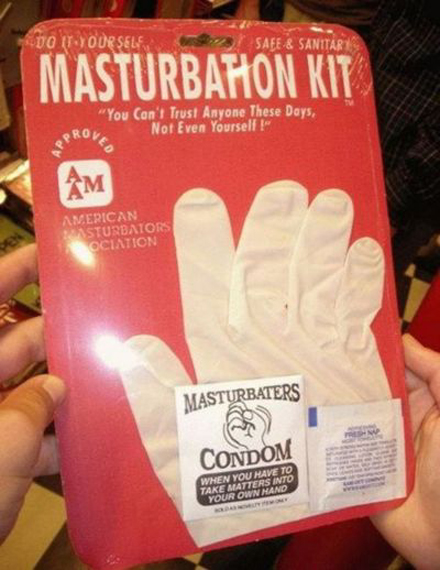 DO IT YOURSELF
SAFE & SANITARY
MASTURBATION KIT
TM
"You Can't Trust Anyone These Days,
Not Even Yourself!"
APPROVED
AAM
AMERICAN
MASTURBATORS
ASSOCIATION
MASTURBATERS
CONDOM
WHEN YOU HAVE TO
TAKE MATTERS INTO
YOUR OWN HAND
SOLD AS NOVELTY ITEM ONLY
FRESH NAP